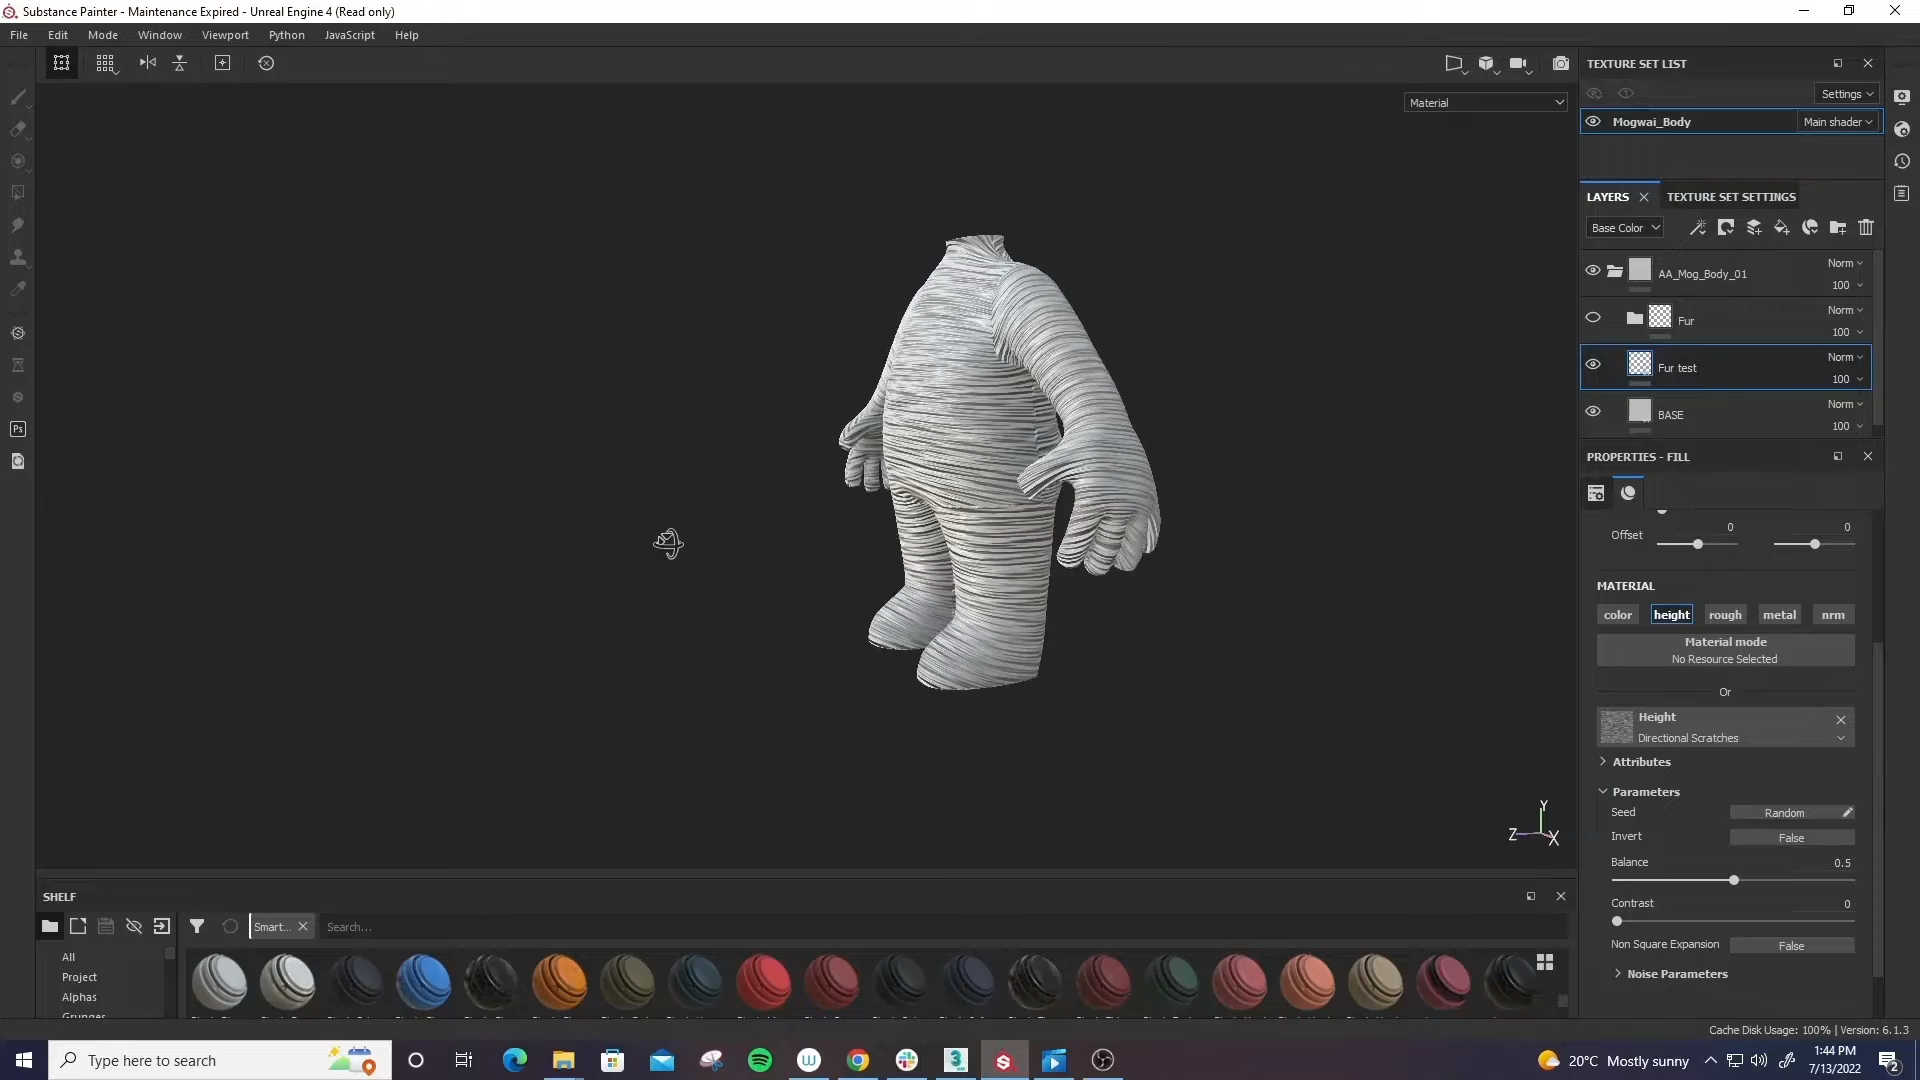 Substance Painter - Maintenance Expired - Unreal Engine 4 (Read only)
File Edit Mode Window Viewport Python JavaScript Help
Material
TEXTURE SET LIST
Settings
Mogwai_Body Main shader
LAYERS TEXTURE SET SETTINGS
Base Color
AA_Mog_Body_01 Norm
100
Fur Norm
100
Fur test Norm
100
BASE Norm
100
PROPERTIES - FILL
Offset 0 0
MATERIAL
color height rough metal nrm
Material mode
No Resource Selected
Or
Height
Directional Scratches
Attributes
Parameters
Seed Random
Invert False
Balance 0.5
Contrast 0
Non Square Expansion False
Noise Parameters
Y
Z X
SHELF
Smart... Search...
All
Project
Alphas
Grunges
Ps
Cache Disk Usage: 100% | Version: 6.1.3
Type here to search
20°C Mostly sunny
1:44 PM
7/13/2022
2